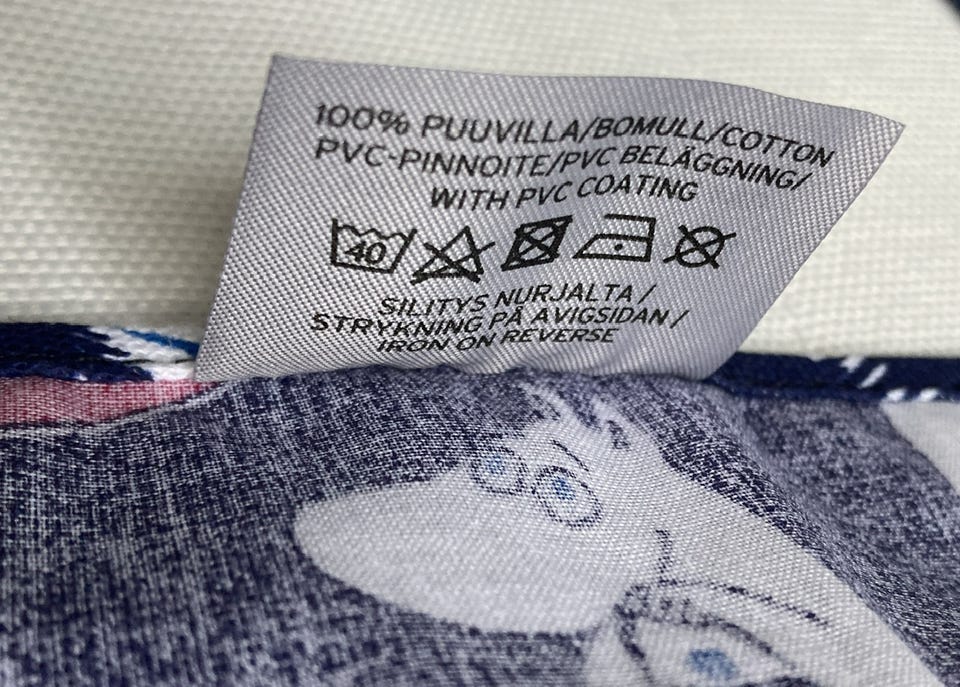 100% PUUVILLA/BOMULL/COTTON
PVC-PINNOITE/PVC BELÄGGNING/
WITH PVC COATING
40
SILITYS NURJALTA/
STRYKNING PÅ AVIGSIDAN/
IRON ON REVERSE